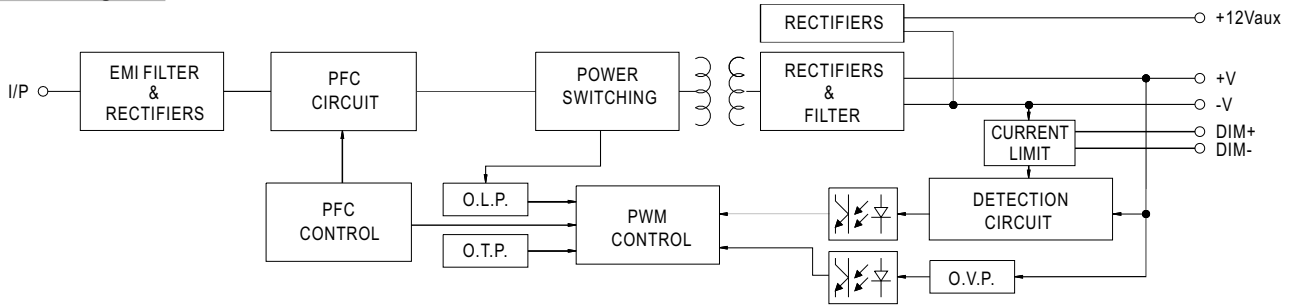 RECTIFIERS
+12Vaux
I/P
EMI FILTER
&
RECTIFIERS
PFC
CIRCUIT
POWER
SWITCHING
RECTIFIERS
&
FILTER
+V
-V
CURRENT
LIMIT
DIM+
DIM-
PFC
CONTROL
O.L.P.
O.T.P.
PWM
CONTROL
DETECTION
CIRCUIT
O.V.P.